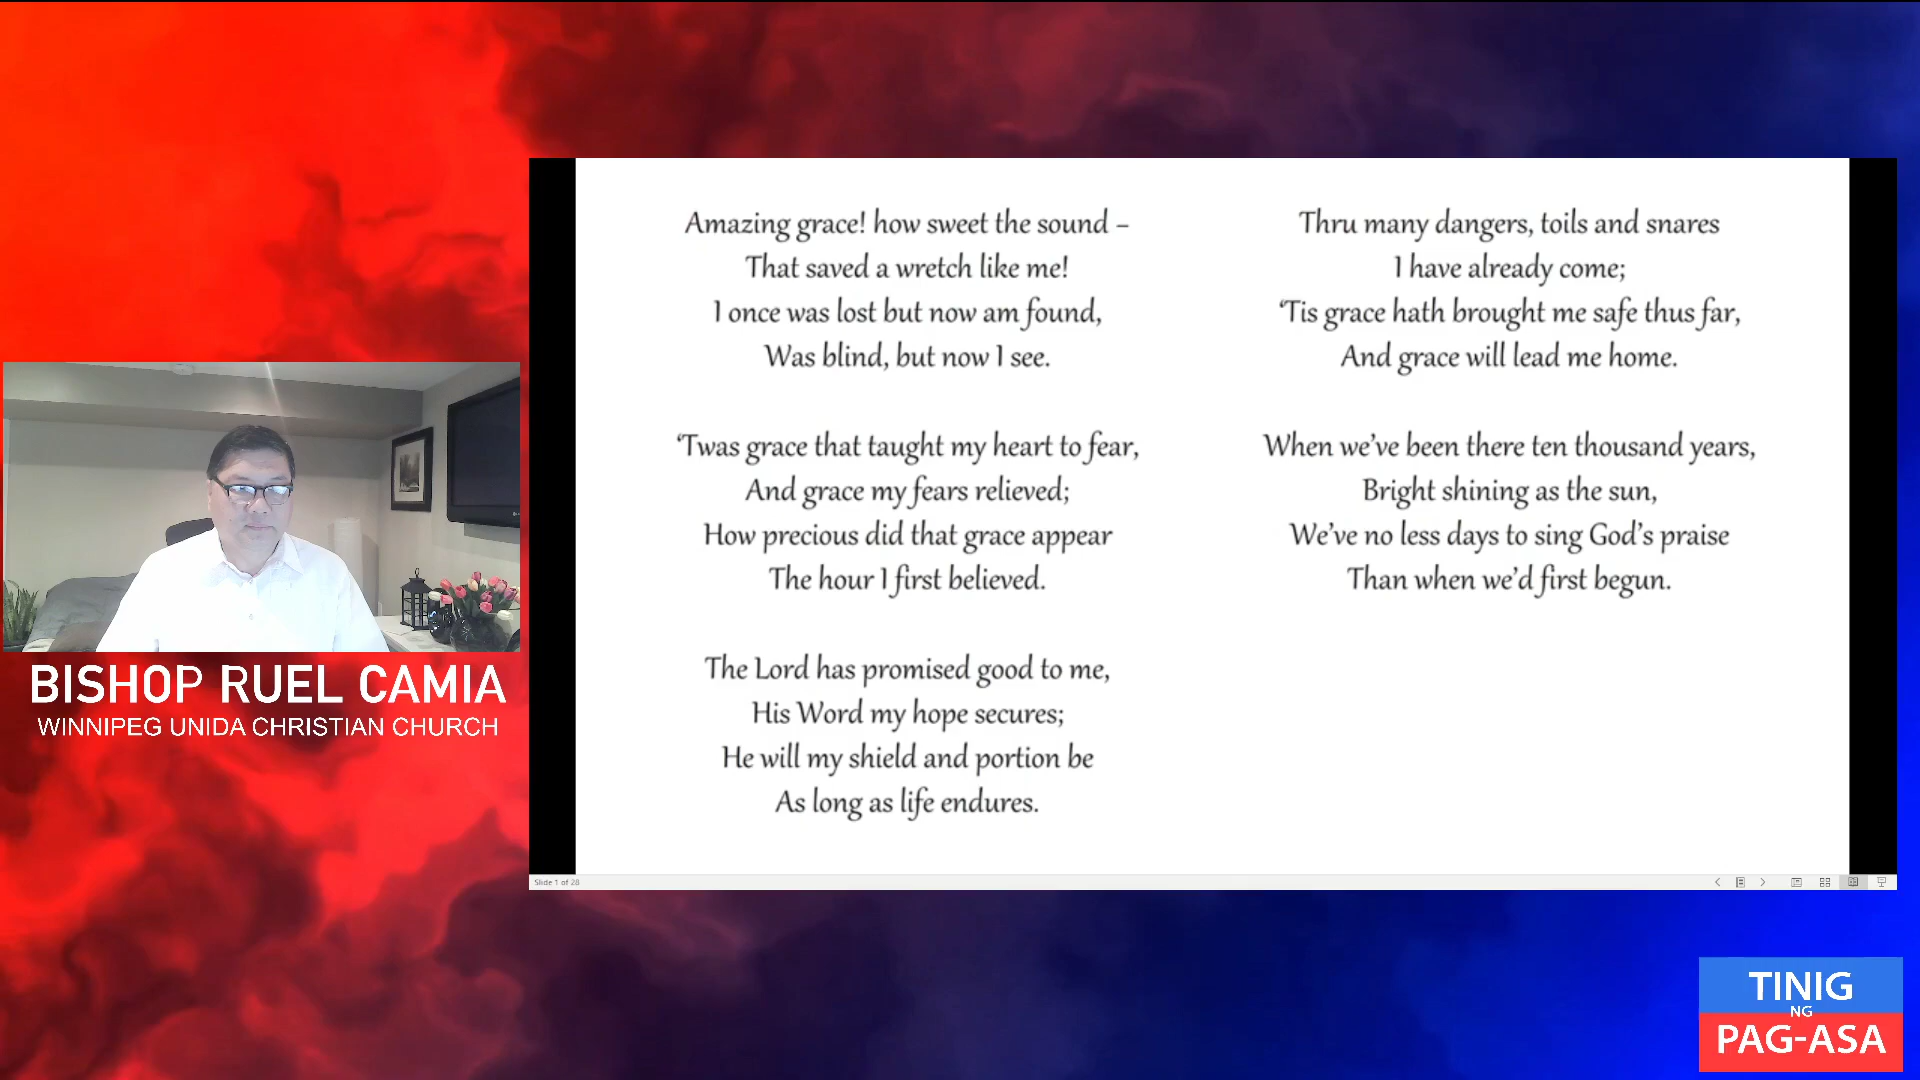 Amazing grace! how sweet the sound –
That saved a wretch like me!
I once was lost but now am found,
Was blind, but now I see.
‘Twas grace that taught my heart to fear,
And grace my fears relieved;
How precious did that grace appear
The hour I first believed.
The Lord has promised good to me,
His Word my hope secures;
He will my shield and portion be
As long as life endures.
Thru many dangers, toils and snares
I have already come;
‘Tis grace hath brought me safe thus far,
And grace will lead me home.
When we’ve been there ten thousand years,
Bright shining as the sun,
We’ve no less days to sing God’s praise
Than when we’d first begun.
Slide 1 of 28
BISHOP RUEL CAMIA
WINNIPEG UNIDA CHRISTIAN CHURCH
TINIG
NG
PAG-ASA